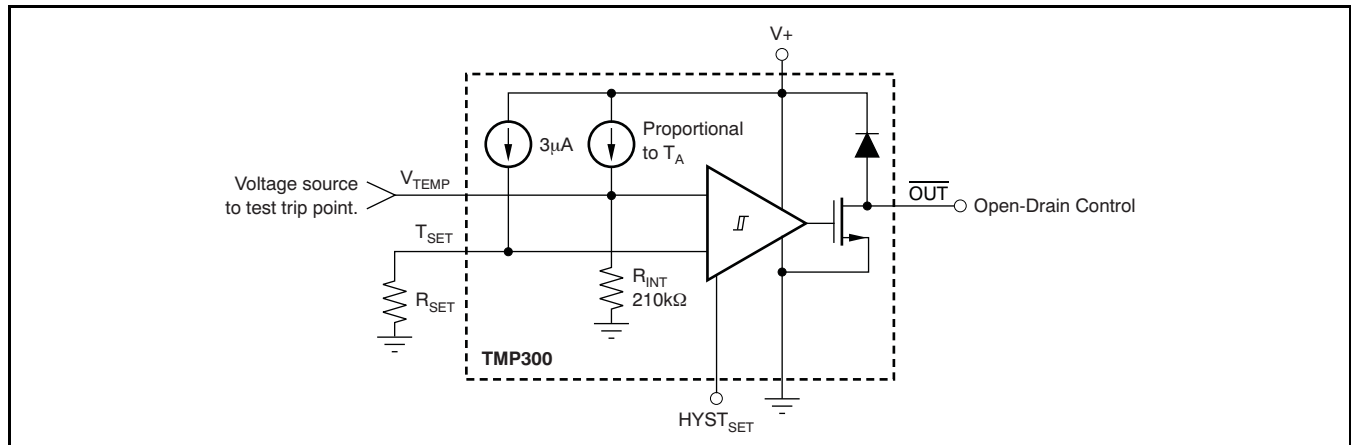 V+
3μA
Proportional
to T_A
Voltage source
to test trip point.
V_TEMP
OUT
Open-Drain Control
T_SET
R_SET
R_INT
210kΩ
TMP300
HYST_SET